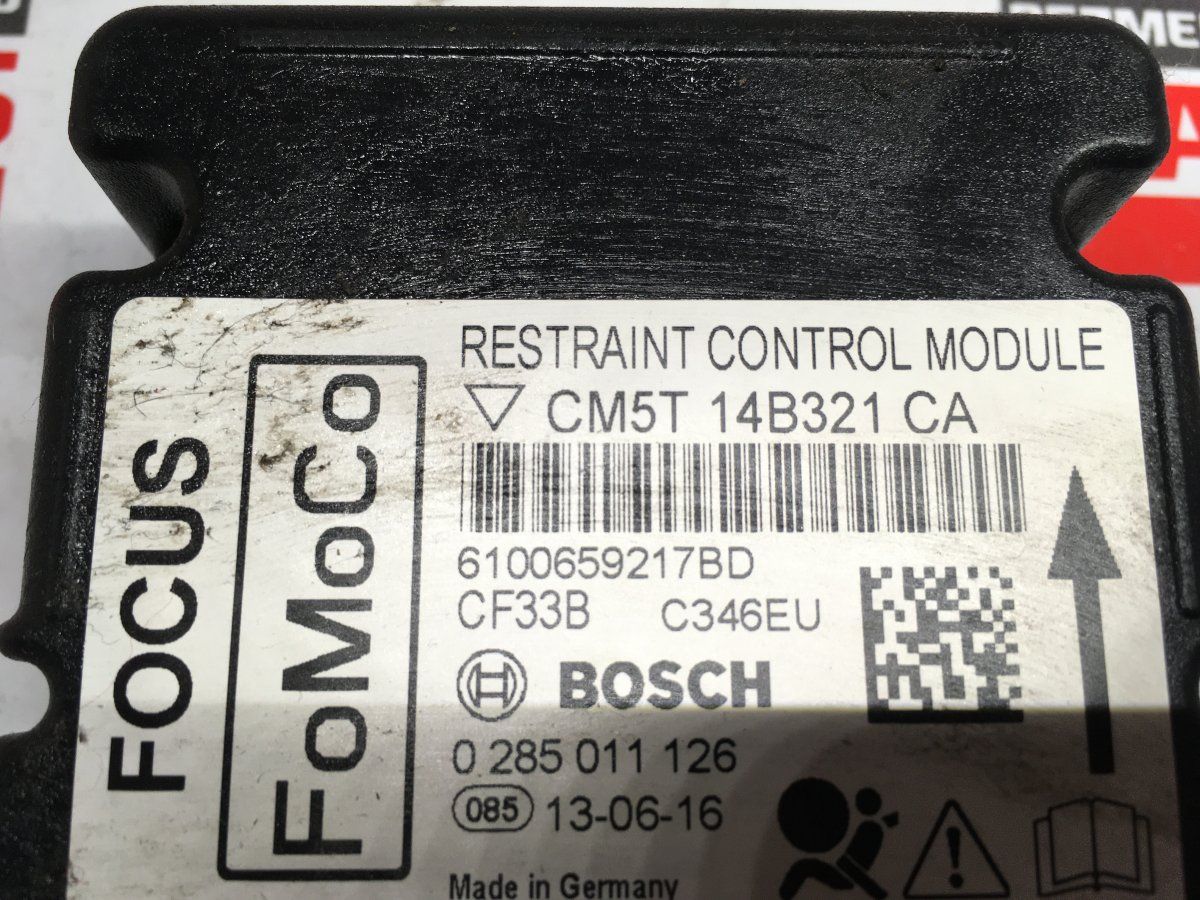 RESTRAINT CONTROL MODULE
CM5T 14B321 CA
6100659217BD
CF33B C346EU
BOSCH
0 285 011 126
085 13-06-16
Made in Germany
FOCUS
FoMoCo